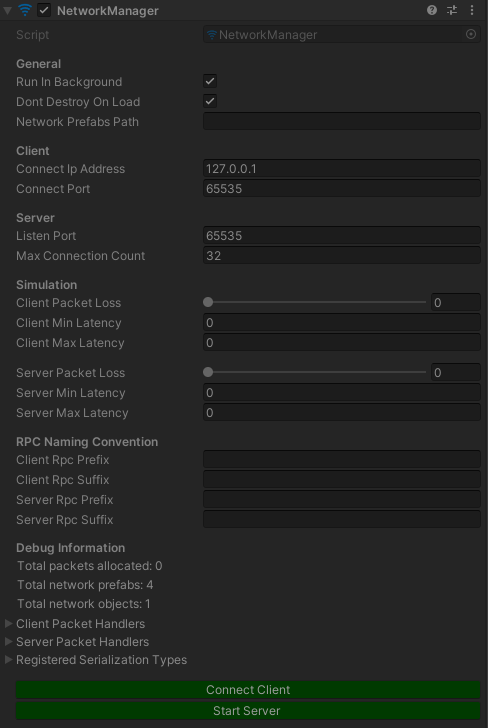 NetworkManager
Script NetworkManager
General
Run In Background
Dont Destroy On Load
Network Prefabs Path
Client
Connect Ip Address 127.0.0.1
Connect Port 65535
Server
Listen Port 65535
Max Connection Count 32
Simulation
Client Packet Loss 0
Client Min Latency 0
Client Max Latency 0
Server Packet Loss 0
Server Min Latency 0
Server Max Latency 0
RPC Naming Convention
Client Rpc Prefix
Client Rpc Suffix
Server Rpc Prefix
Server Rpc Suffix
Debug Information
Total packets allocated: 0
Total network prefabs: 4
Total network objects: 1
Client Packet Handlers
Server Packet Handlers
Registered Serialization Types
Connect Client
Start Server